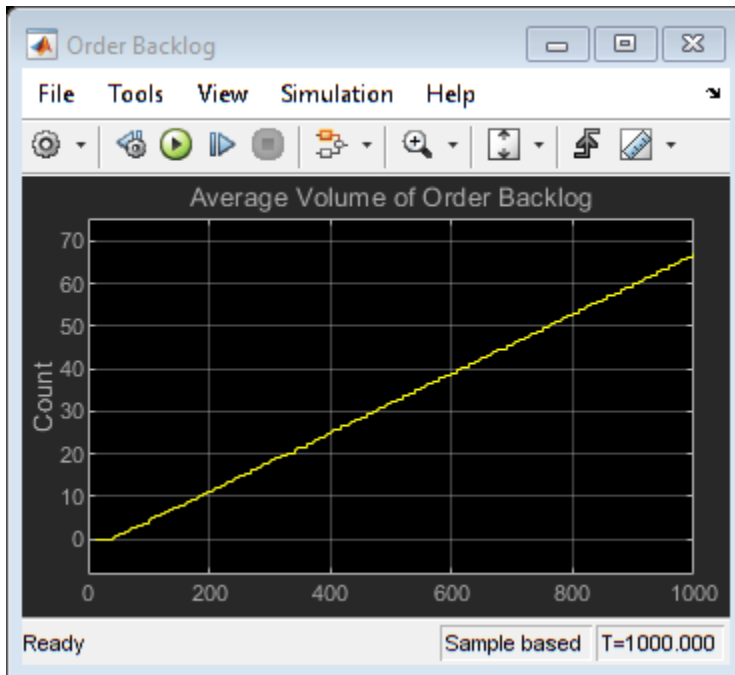 Order Backlog
File Tools View Simulation Help
Average Volume of Order Backlog
70
60
50
40
30
20
10
0
Count
0 200 400 600 800 1000
Ready Sample based T=1000.000